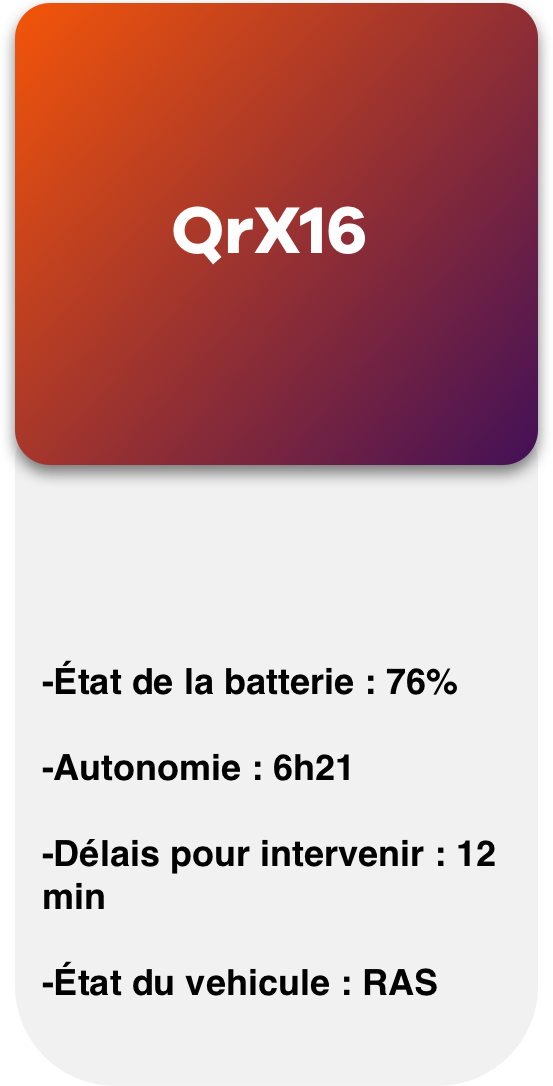 QrX16
-État de la batterie : 76%
-Autonomie : 6h21
-Délais pour intervenir : 12
min
-État du vehicule : RAS